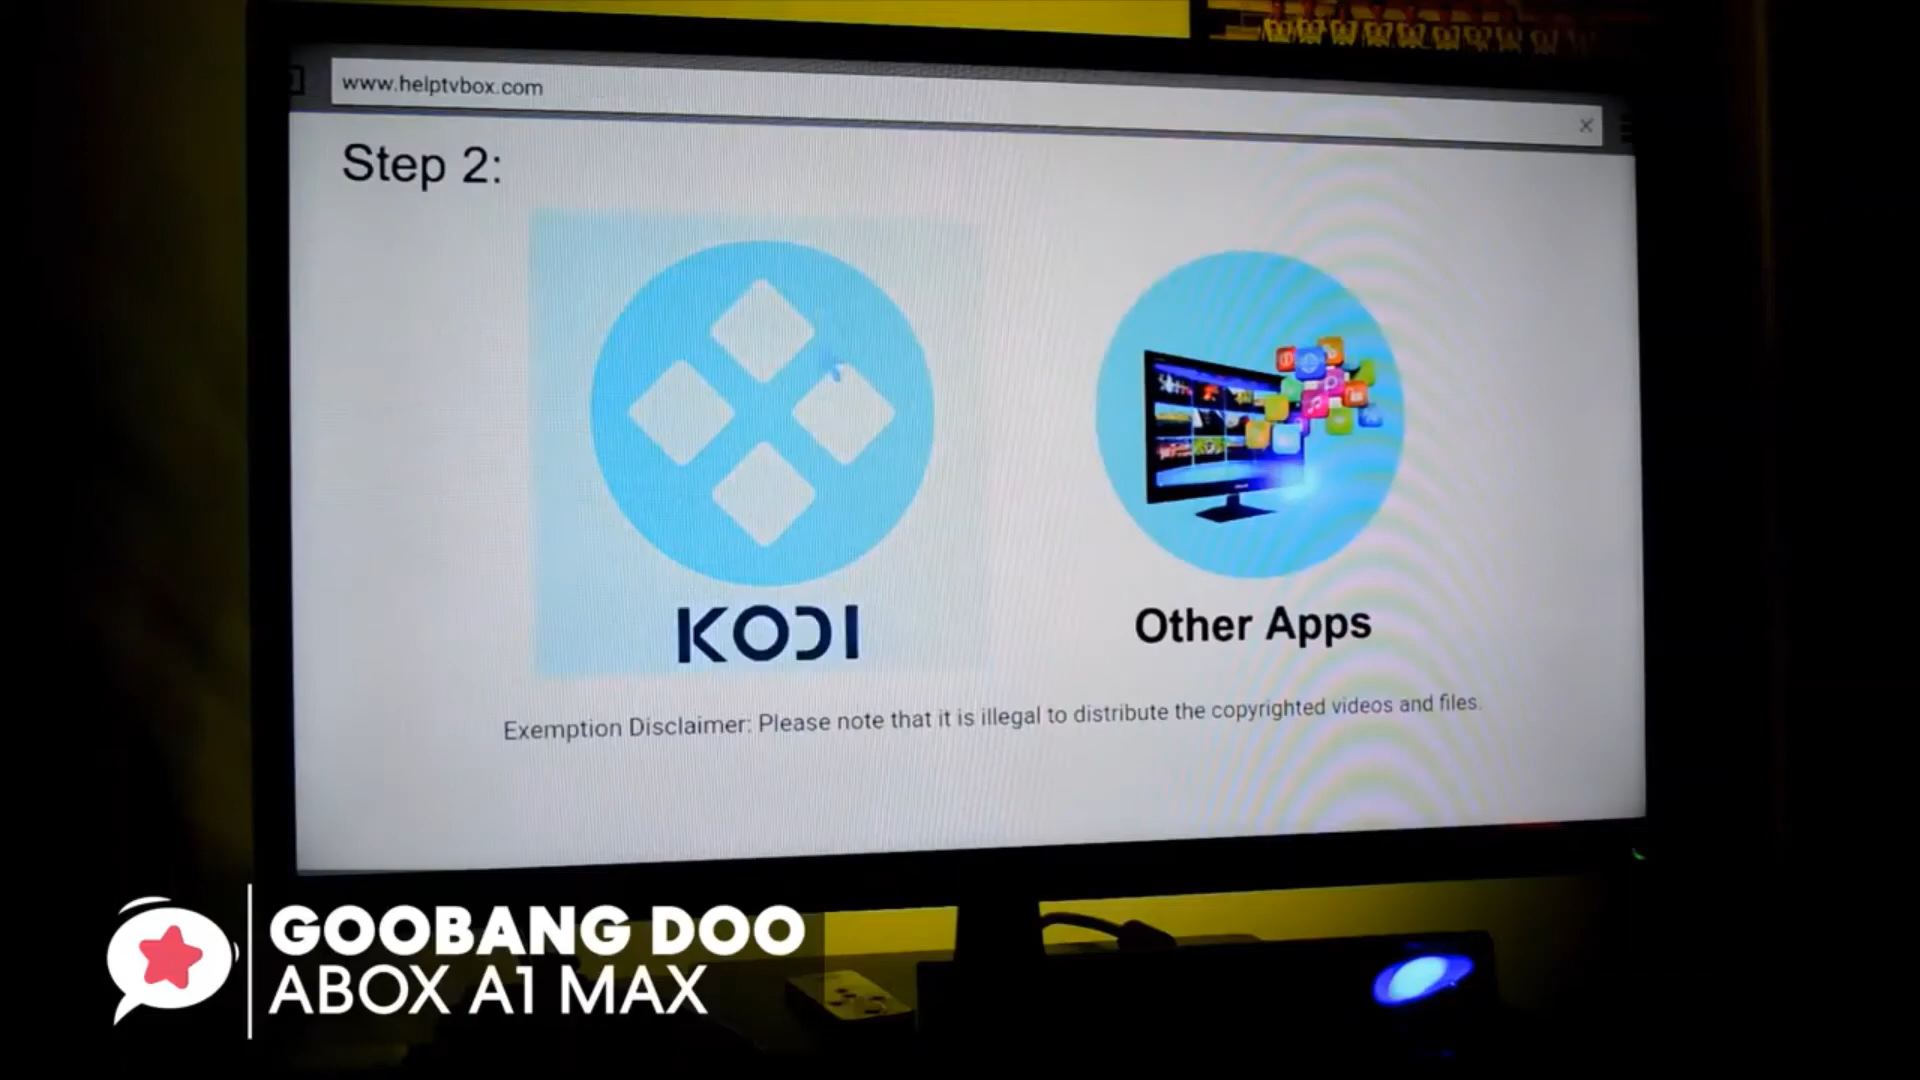 www.helptvbox.com
Step 2:
KODI
Other Apps
Exemption Disclaimer: Please note that it is illegal to distribute the copyrighted videos and files.
GOOBANG DOO
ABOX A1 MAX